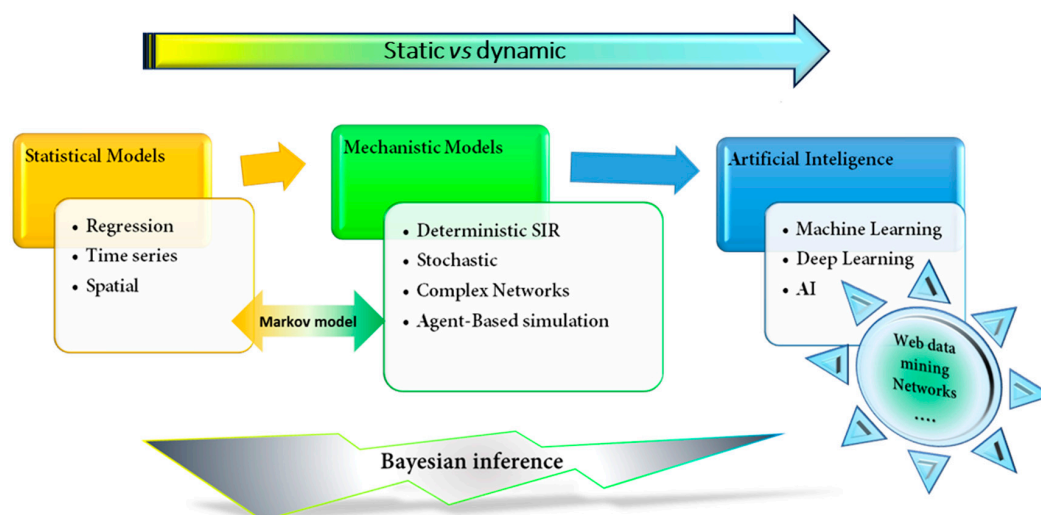 Static vs dynamic
Statistical Models
• Regression
• Time series
• Spatial
Markov model
Mechanistic Models
• Deterministic SIR
• Stochastic
• Complex Networks
• Agent-Based simulation
Artificial Inteligence
• Machine Learning
• Deep Learning
• AI
Web data
mining
Networks
....
Bayesian inference